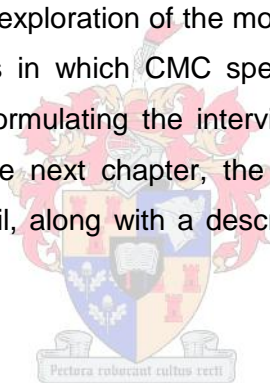 exploration of the mo
s in which CMC spe
ormulating the intervi
e next chapter, the
il, along with a descr
Pectora roborant cultus recti